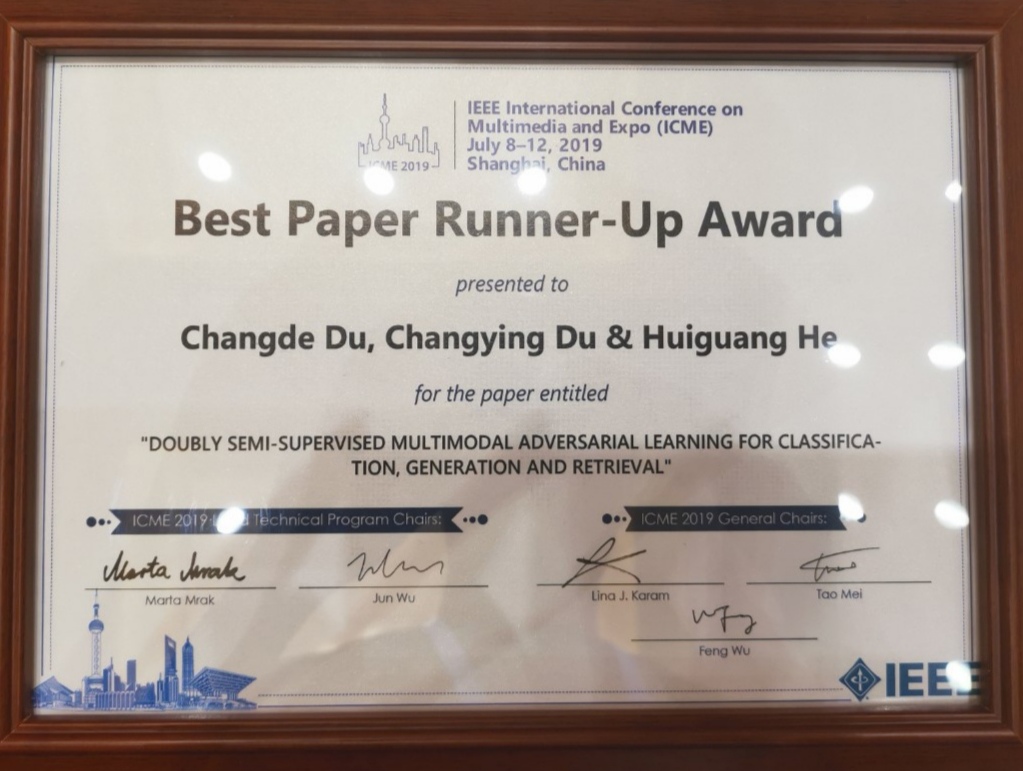 IEEE International Conference on
Multimedia and Expo (ICME)
July 8–12, 2019
Shanghai, China
ICME 2019
Best Paper Runner-Up Award
presented to
Changde Du, Changying Du & Huiguang He
for the paper entitled
"DOUBLY SEMI-SUPERVISED MULTIMODAL ADVERSARIAL LEARNING FOR CLASSIFICA-
TION, GENERATION AND RETRIEVAL"
ICME 2019 Technical Program Chairs:
ICME 2019 General Chairs:
Marta Mrak
Marta Mrak
Jun Wu
Lina J. Karam
Tao Mei
Feng Wu
IEEE